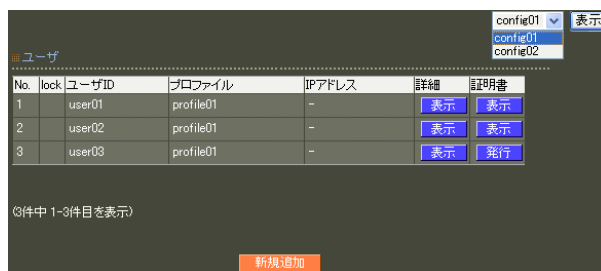 config01 表示
config01
config02
ユーザ
No. lock ユーザID プロファイル IPアドレス 詳細 証明書
1 user01 profile01 - 表示 表示
2 user02 profile01 - 表示 表示
3 user03 profile01 - 表示 発行
(3件中 1-3件目を表示)
新規追加